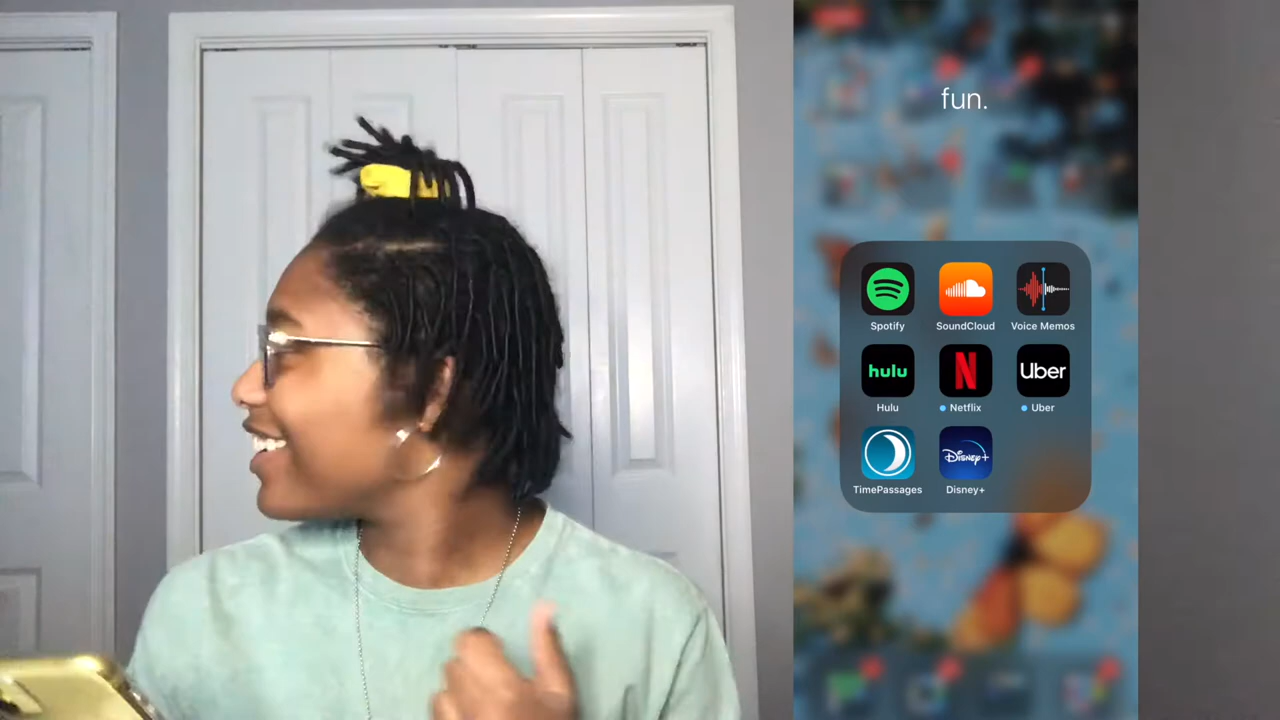 fun.
Spotify
SoundCloud
Voice Memos
hulu
N
Uber
Hulu
Netflix
Uber
Disney+
TimePassages
Disney+